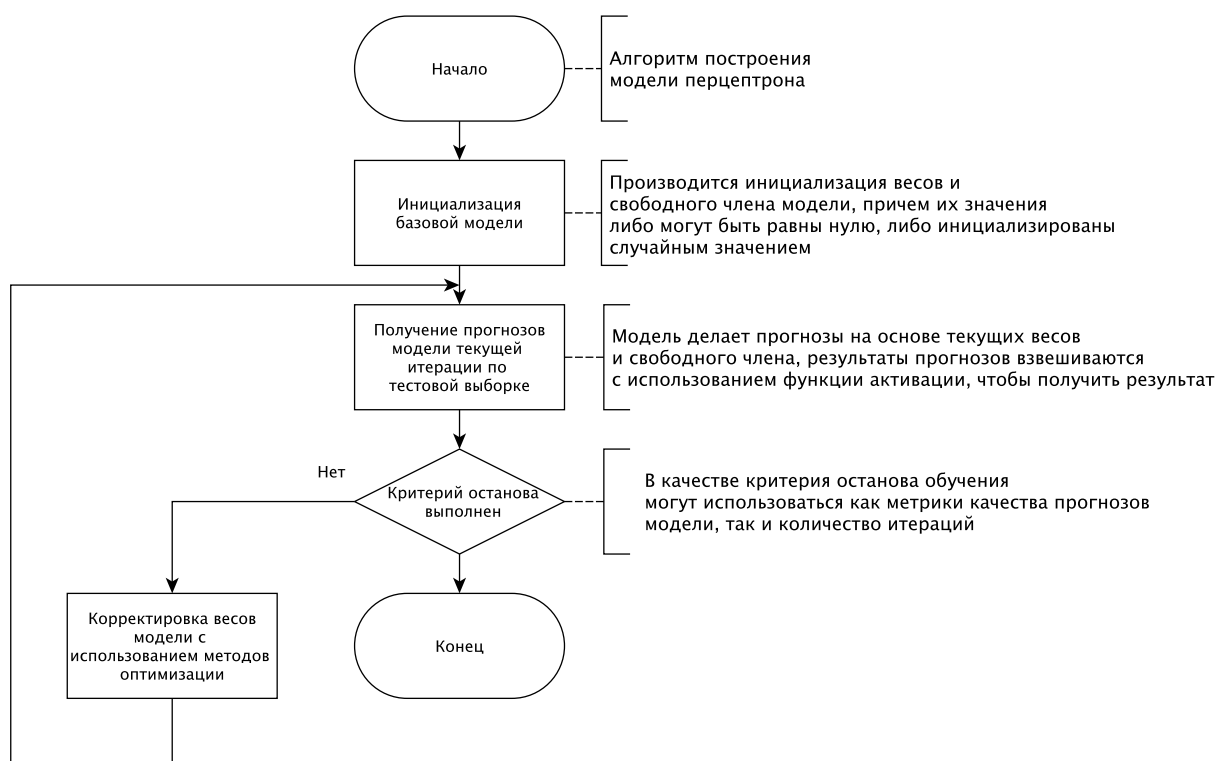 Начало
Алгоритм построения
модели перцептрона
Инициализация
базовой модели
Производится инициализация весов и
свободного члена модели, причем их значения
либо могут быть равны нулю, либо инициализированы
случайным значением
Получение прогнозов
модели текущей
итерации по
тестовой выборке
Модель делает прогнозы на основе текущих весов
и свободного члена, результаты прогнозов взвешиваются
с использованием функции активации, чтобы получить результат
Нет
Критерий останова
выполнен
В качестве критерия останова обучения
могут использоваться как метрики качества прогнозов
модели, так и количество итераций
Корректировка весов
модели с
использованием методов
оптимизации
Конец